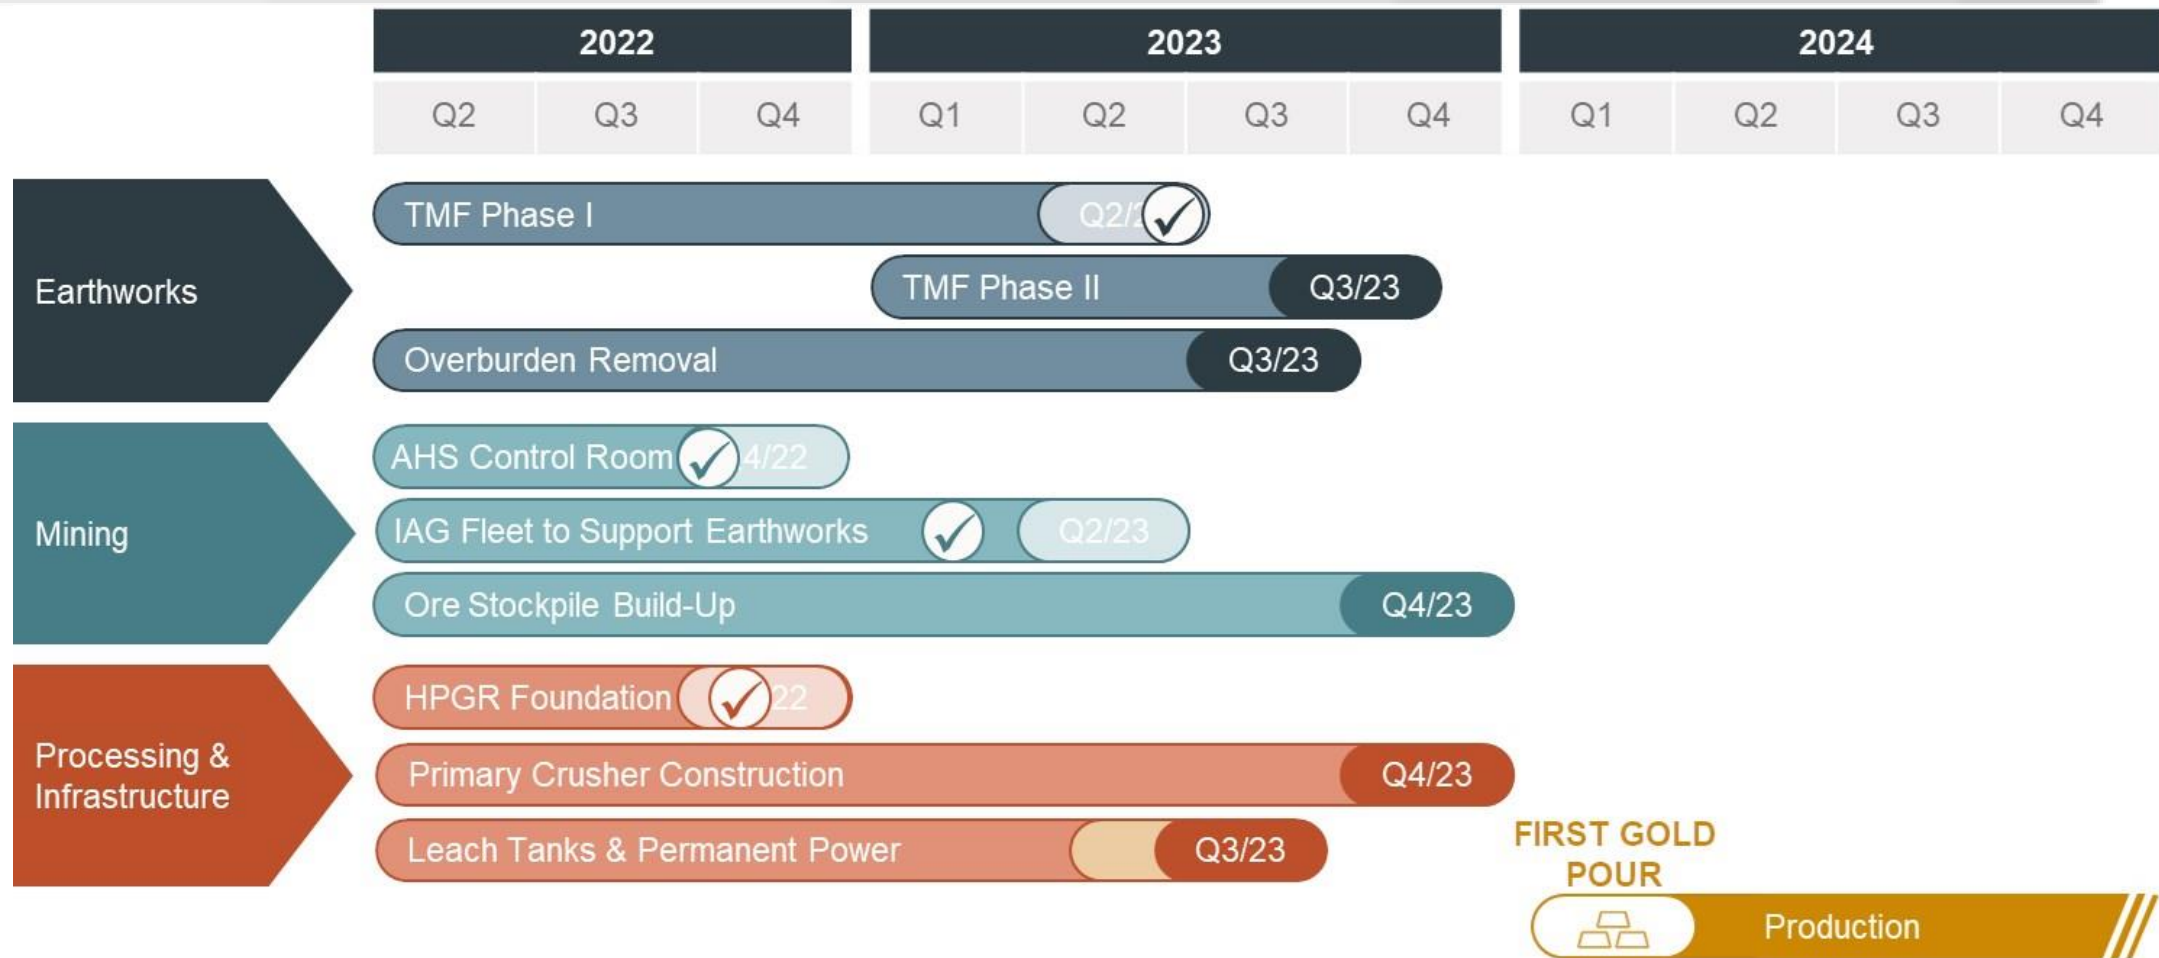 2022 2023 2024
Q2 Q3 Q4 Q1 Q2 Q3 Q4 Q1 Q2 Q3 Q4
Earthworks
TMF Phase I Q2/2
TMF Phase II Q3/23
Overburden Removal Q3/23
Mining
AHS Control Room 4/22
IAG Fleet to Support Earthworks Q2/23
Ore Stockpile Build-Up Q4/23
Processing &
Infrastructure
HPGR Foundation 22
Primary Crusher Construction Q4/23
Leach Tanks & Permanent Power Q3/23
FIRST GOLD
POUR
Production